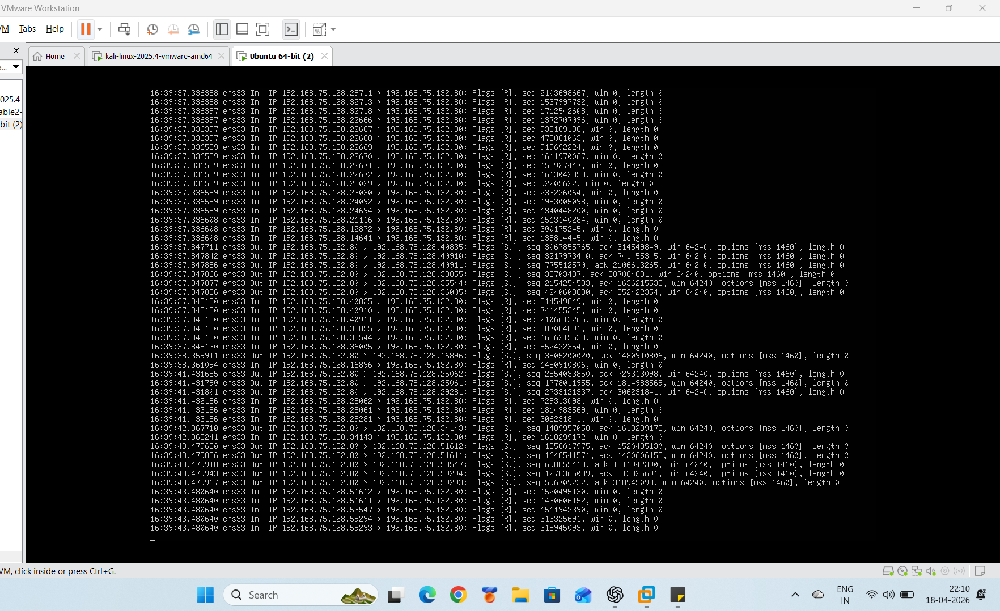 VMware Workstation
VM Tabs Help
Home
kali-linux-2025.4-vmware-amd64
Ubuntu 64-bit (2)
a...
025.4-
able2-
bit (2)
16:39:37.336358 ens33 In  IP 192.168.75.128.29711 > 192.168.75.132.80: Flags [R], seq 2103698667, win 0, length 0
16:39:37.336358 ens33 In  IP 192.168.75.128.32713 > 192.168.75.132.80: Flags [R], seq 1537997732, win 0, length 0
16:39:37.336397 ens33 In  IP 192.168.75.128.32718 > 192.168.75.132.80: Flags [R], seq 1712542608, win 0, length 0
16:39:37.336397 ens33 In  IP 192.168.75.128.22666 > 192.168.75.132.80: Flags [R], seq 1372707096, win 0, length 0
16:39:37.336397 ens33 In  IP 192.168.75.128.22667 > 192.168.75.132.80: Flags [R], seq 938169198, win 0, length 0
16:39:37.336397 ens33 In  IP 192.168.75.128.22668 > 192.168.75.132.80: Flags [R], seq 475081063, win 0, length 0
16:39:37.336589 ens33 In  IP 192.168.75.128.22669 > 192.168.75.132.80: Flags [R], seq 919692224, win 0, length 0
16:39:37.336589 ens33 In  IP 192.168.75.128.22670 > 192.168.75.132.80: Flags [R], seq 1611970067, win 0, length 0
16:39:37.336589 ens33 In  IP 192.168.75.128.22671 > 192.168.75.132.80: Flags [R], seq 155927447, win 0, length 0
16:39:37.336589 ens33 In  IP 192.168.75.128.22672 > 192.168.75.132.80: Flags [R], seq 1613042358, win 0, length 0
16:39:37.336589 ens33 In  IP 192.168.75.128.23029 > 192.168.75.132.80: Flags [R], seq 92205622, win 0, length 0
16:39:37.336589 ens33 In  IP 192.168.75.128.23030 > 192.168.75.132.80: Flags [R], seq 233226064, win 0, length 0
16:39:37.336589 ens33 In  IP 192.168.75.128.24092 > 192.168.75.132.80: Flags [R], seq 1953005098, win 0, length 0
16:39:37.336589 ens33 In  IP 192.168.75.128.24694 > 192.168.75.132.80: Flags [R], seq 1340448200, win 0, length 0
16:39:37.336608 ens33 In  IP 192.168.75.128.21116 > 192.168.75.132.80: Flags [R], seq 1513140284, win 0, length 0
16:39:37.336608 ens33 In  IP 192.168.75.128.12872 > 192.168.75.132.80: Flags [R], seq 300175245, win 0, length 0
16:39:37.336608 ens33 In  IP 192.168.75.128.14641 > 192.168.75.132.80: Flags [R], seq 139814445, win 0, length 0
16:39:37.847711 ens33 Out IP 192.168.75.132.80 > 192.168.75.128.40835: Flags [S.], seq 3067855765, ack 314549849, win 64240, options [mss 1460], length 0
16:39:37.847842 ens33 Out IP 192.168.75.132.80 > 192.168.75.128.40910: Flags [S.], seq 3217973440, ack 741455345, win 64240, options [mss 1460], length 0
16:39:37.847856 ens33 Out IP 192.168.75.132.80 > 192.168.75.128.40911: Flags [S.], seq 775512570, ack 2106613265, win 64240, options [mss 1460], length 0
16:39:37.847866 ens33 Out IP 192.168.75.132.80 > 192.168.75.128.38855: Flags [S.], seq 38703497, ack 387084891, win 64240, options [mss 1460], length 0
16:39:37.847877 ens33 Out IP 192.168.75.132.80 > 192.168.75.128.35544: Flags [S.], seq 2154254593, ack 1636215533, win 64240, options [mss 1460], length 0
16:39:37.847886 ens33 Out IP 192.168.75.132.80 > 192.168.75.128.36005: Flags [S.], seq 4240603830, ack 852422354, win 64240, options [mss 1460], length 0
16:39:37.848130 ens33 In  IP 192.168.75.128.40835 > 192.168.75.132.80: Flags [R], seq 314549849, win 0, length 0
16:39:37.848130 ens33 In  IP 192.168.75.128.40910 > 192.168.75.132.80: Flags [R], seq 741455345, win 0, length 0
16:39:37.848130 ens33 In  IP 192.168.75.128.40911 > 192.168.75.132.80: Flags [R], seq 2106613265, win 0, length 0
16:39:37.848130 ens33 In  IP 192.168.75.128.38855 > 192.168.75.132.80: Flags [R], seq 387084891, win 0, length 0
16:39:37.848130 ens33 In  IP 192.168.75.128.35544 > 192.168.75.132.80: Flags [R], seq 1636215533, win 0, length 0
16:39:37.848130 ens33 In  IP 192.168.75.128.36005 > 192.168.75.132.80: Flags [R], seq 852422354, win 0, length 0
16:39:38.359911 ens33 Out IP 192.168.75.132.80 > 192.168.75.128.16896: Flags [S.], seq 3505200020, ack 1480910806, win 64240, options [mss 1460], length 0
16:39:38.361094 ens33 In  IP 192.168.75.128.16896 > 192.168.75.132.80: Flags [R], seq 1480910806, win 0, length 0
16:39:41.431685 ens33 Out IP 192.168.75.132.80 > 192.168.75.128.25062: Flags [S.], seq 2554033850, ack 729313098, win 64240, options [mss 1460], length 0
16:39:41.431790 ens33 Out IP 192.168.75.132.80 > 192.168.75.128.25061: Flags [S.], seq 1778011955, ack 1814983569, win 64240, options [mss 1460], length 0
16:39:41.431801 ens33 Out IP 192.168.75.132.80 > 192.168.75.128.29281: Flags [S.], seq 2733121337, ack 306231841, win 64240, options [mss 1460], length 0
16:39:41.432156 ens33 In  IP 192.168.75.128.25062 > 192.168.75.132.80: Flags [R], seq 729313098, win 0, length 0
16:39:41.432156 ens33 In  IP 192.168.75.128.25061 > 192.168.75.132.80: Flags [R], seq 1814983569, win 0, length 0
16:39:41.432156 ens33 In  IP 192.168.75.128.29281 > 192.168.75.132.80: Flags [R], seq 306231841, win 0, length 0
16:39:42.967710 ens33 Out IP 192.168.75.132.80 > 192.168.75.128.34143: Flags [S.], seq 1489957058, ack 1618299172, win 64240, options [mss 1460], length 0
16:39:42.968241 ens33 In  IP 192.168.75.128.34143 > 192.168.75.132.80: Flags [R], seq 1618299172, win 0, length 0
16:39:43.479680 ens33 Out IP 192.168.75.132.80 > 192.168.75.128.51612: Flags [S.], seq 1358017975, ack 1520495130, win 64240, options [mss 1460], length 0
16:39:43.479886 ens33 Out IP 192.168.75.132.80 > 192.168.75.128.51611: Flags [S.], seq 1648541571, ack 1430606152, win 64240, options [mss 1460], length 0
16:39:43.479918 ens33 Out IP 192.168.75.132.80 > 192.168.75.128.53547: Flags [S.], seq 698855418, ack 1511942390, win 64240, options [mss 1460], length 0
16:39:43.479943 ens33 Out IP 192.168.75.132.80 > 192.168.75.128.59294: Flags [S.], seq 1278365039, ack 313325691, win 64240, options [mss 1460], length 0
16:39:43.479967 ens33 Out IP 192.168.75.132.80 > 192.168.75.128.59293: Flags [S.], seq 596709232, ack 318945093, win 64240, options [mss 1460], length 0
16:39:43.480640 ens33 In  IP 192.168.75.128.51612 > 192.168.75.132.80: Flags [R], seq 1520495130, win 0, length 0
16:39:43.480640 ens33 In  IP 192.168.75.128.51611 > 192.168.75.132.80: Flags [R], seq 1430606152, win 0, length 0
16:39:43.480640 ens33 In  IP 192.168.75.128.53547 > 192.168.75.132.80: Flags [R], seq 1511942390, win 0, length 0
16:39:43.480640 ens33 In  IP 192.168.75.128.59294 > 192.168.75.132.80: Flags [R], seq 313325691, win 0, length 0
16:39:43.480640 ens33 In  IP 192.168.75.128.59293 > 192.168.75.132.80: Flags [R], seq 318945093, win 0, length 0
VM, click inside or press Ctrl+G.
Search
ENG
IN
22:10
18-04-2026